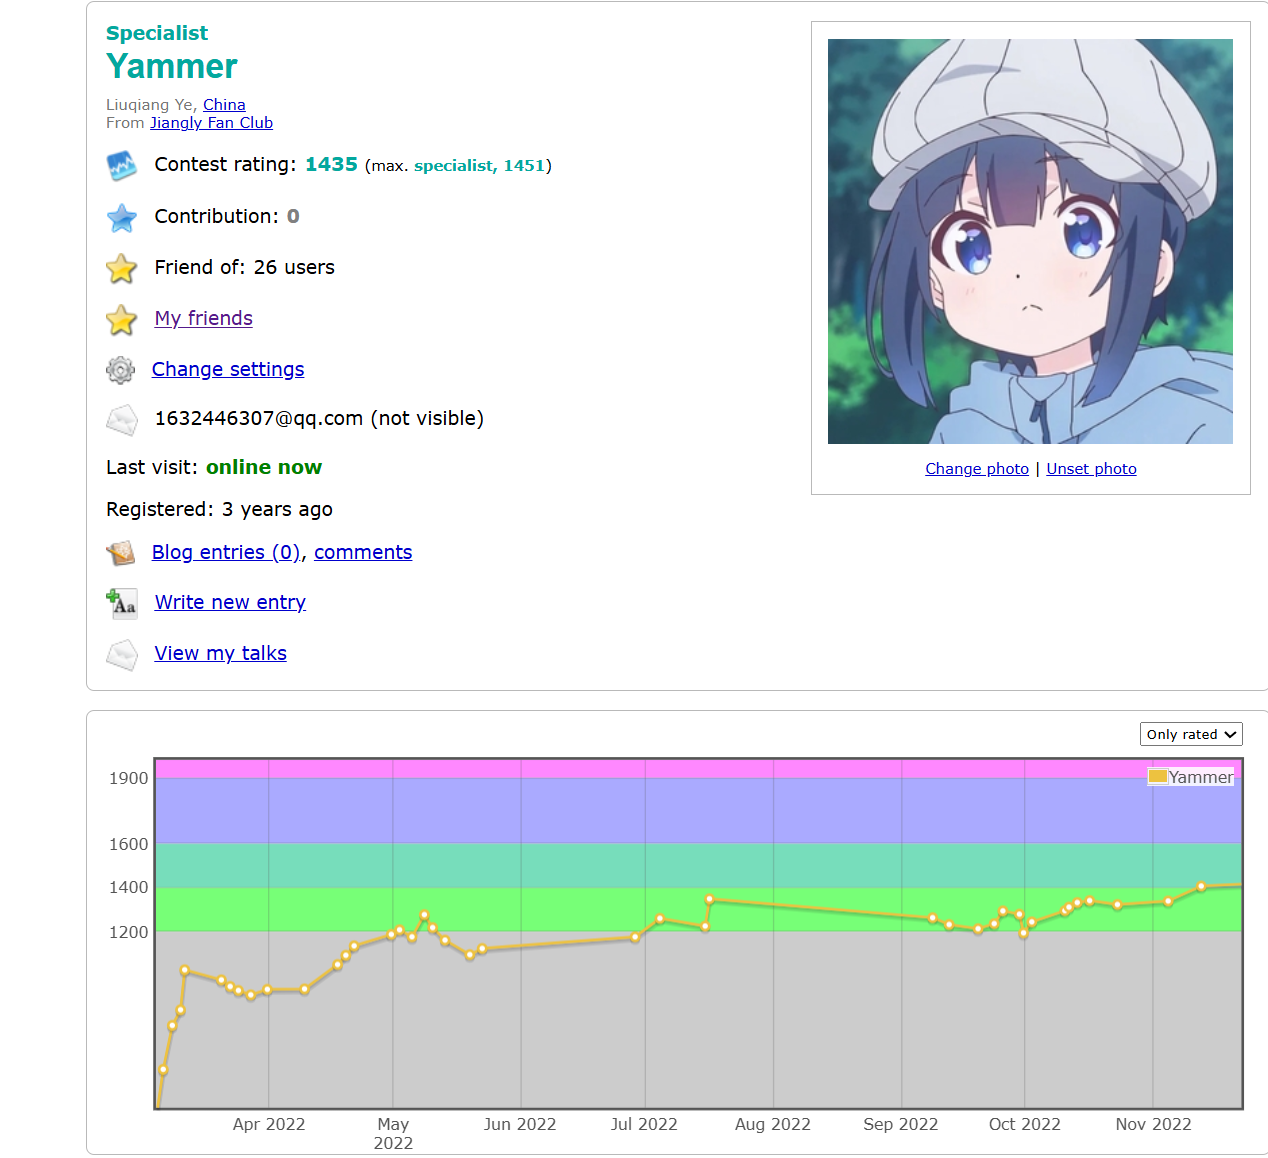 Specialist
Yammer
Liuqiang Ye, China
From Jiangly Fan Club
Contest rating: 1435 (max. specialist, 1451)
Contribution: 0
Friend of: 26 users
My friends
Change settings
1632446307@qq.com (not visible)
Last visit: online now
Registered: 3 years ago
Blog entries (0), comments
Aa Write new entry
View my talks
Change photo | Unset photo
Only rated
Yammer
1900
1600
1400
1200
Apr 2022 May 2022 Jun 2022 Jul 2022 Aug 2022 Sep 2022 Oct 2022 Nov 2022